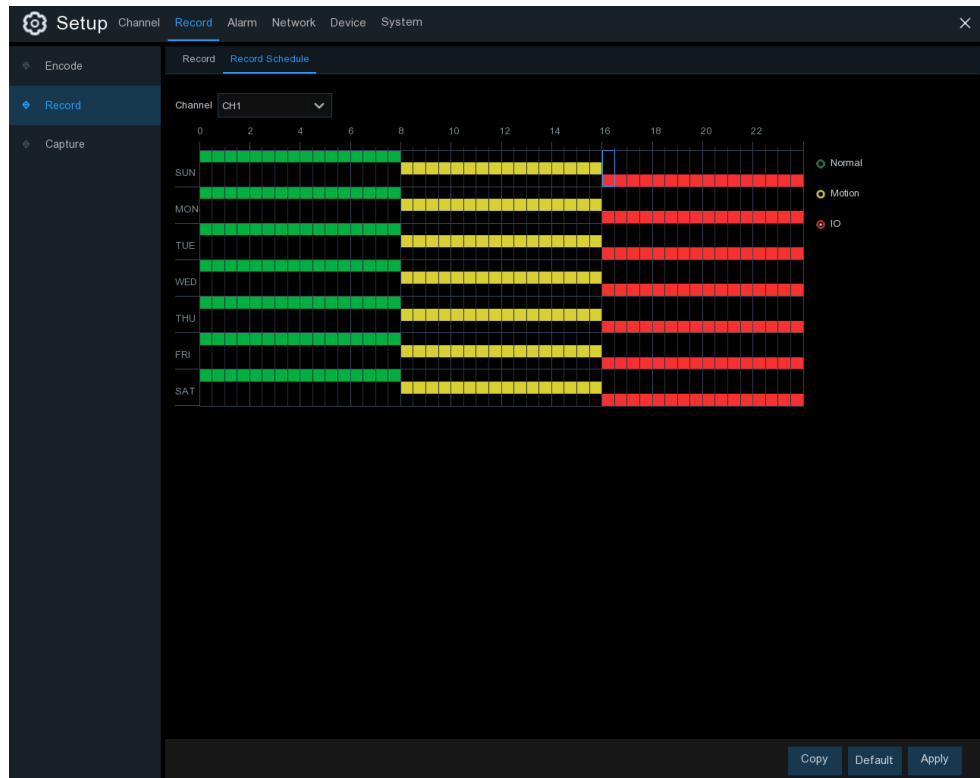 Setup Channel Record Alarm Network Device System
Encode
Record
Capture
Record Record Schedule
Channel CH1
0 2 4 6 8 10 12 14 16 18 20 22
SUN
MON
TUE
WED
THU
FRI
SAT
Normal
Motion
IO
Copy Default Apply